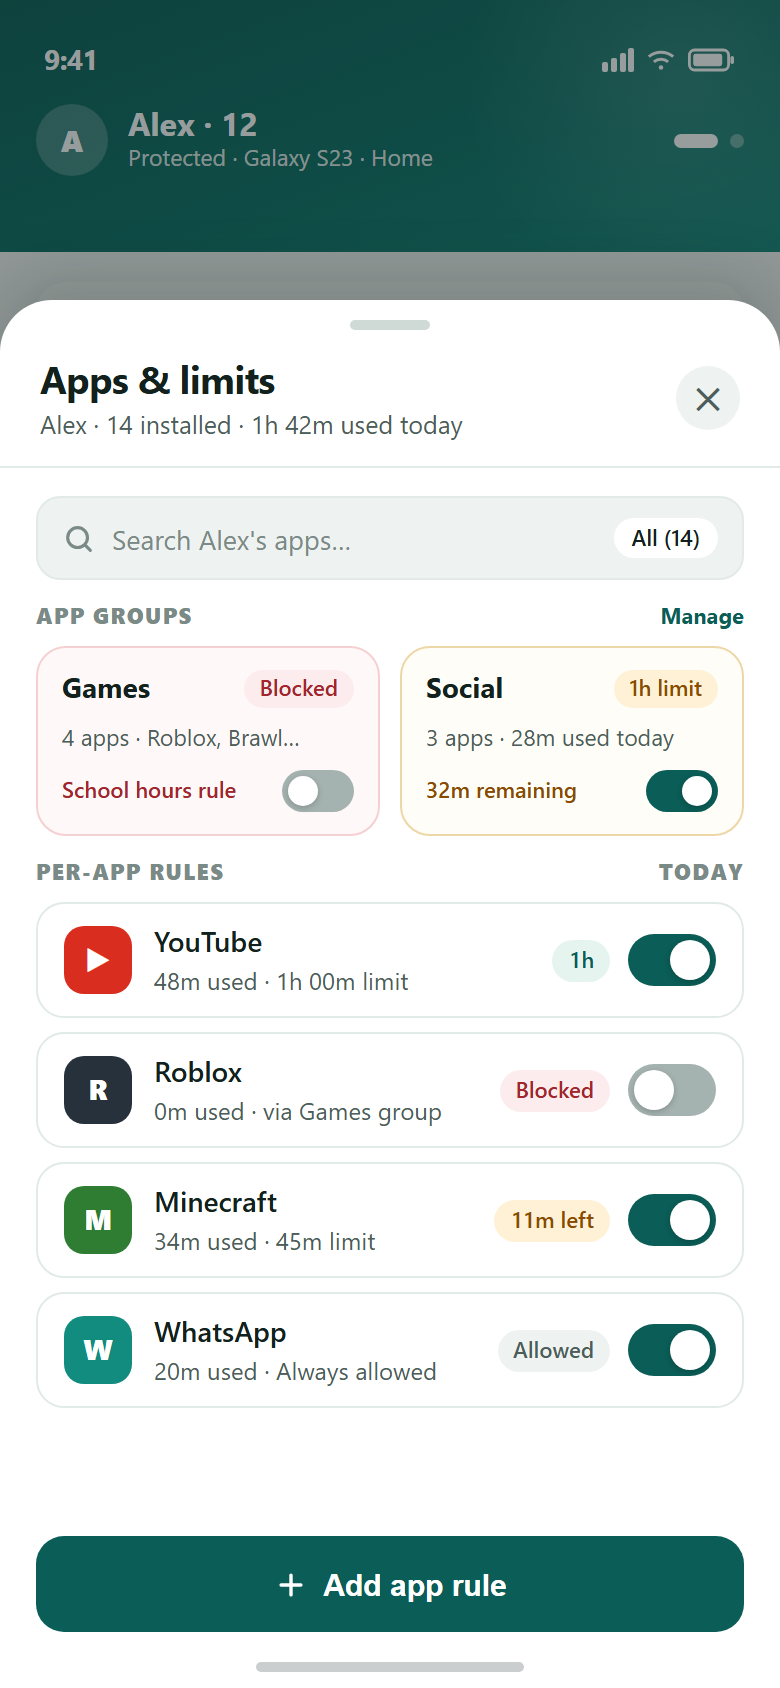 9:41
A
Alex · 12
Protected · Galaxy S23 · Home
Apps & limits
Alex · 14 installed · 1h 42m used today
Search Alex's apps...
All (14)
APP GROUPS
Manage
Games
Blocked
4 apps · Roblox, Brawl...
School hours rule
Social
1h limit
3 apps · 28m used today
32m remaining
PER-APP RULES
TODAY
YouTube
48m used · 1h 00m limit
1h
R
Roblox
0m used · via Games group
Blocked
M
Minecraft
34m used · 45m limit
11m left
W
WhatsApp
20m used · Always allowed
Allowed
+ Add app rule